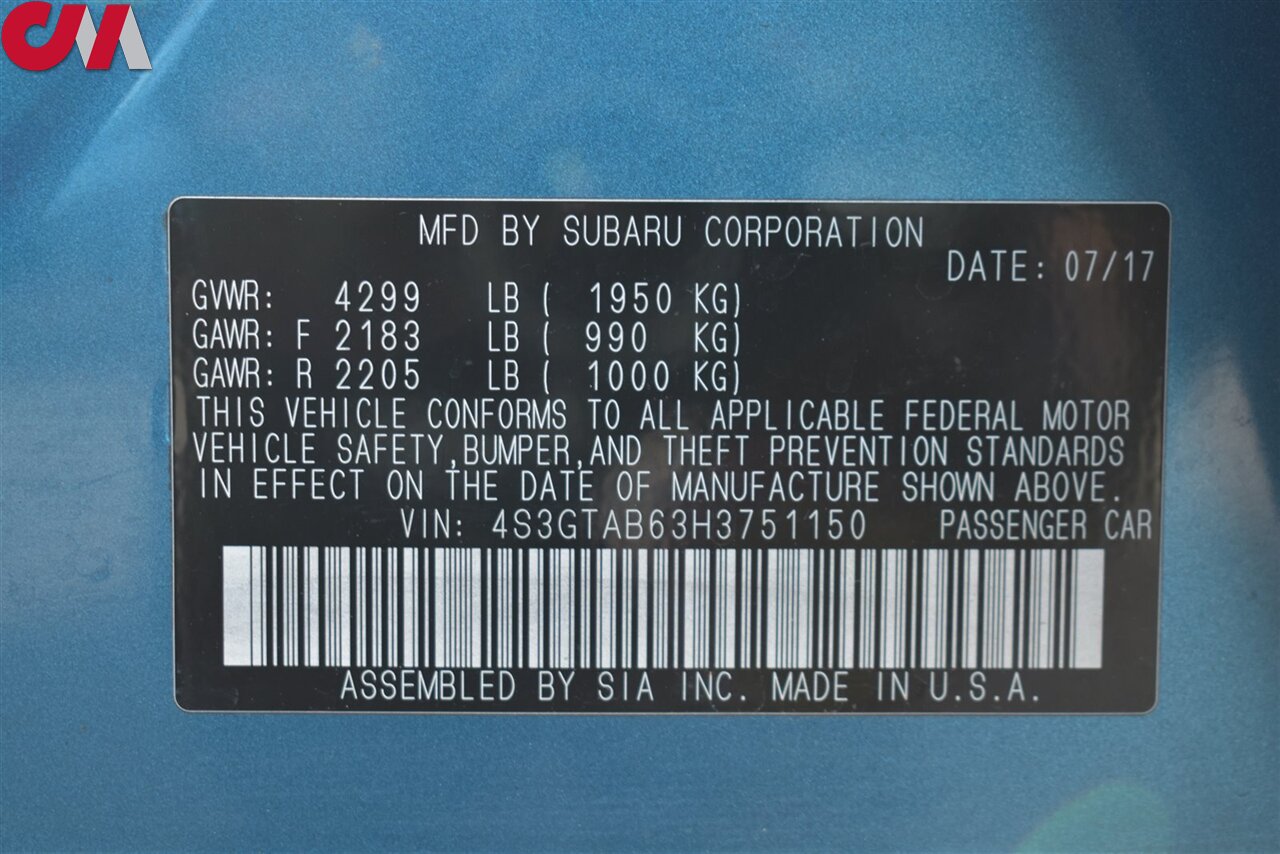 CM
MFD BY SUBARU CORPORATION
DATE: 07/17
GVWR: 4299 LB ( 1950 KG)
GAWR: F 2183 LB ( 990 KG)
GAWR: R 2205 LB ( 1000 KG)
THIS VEHICLE CONFORMS TO ALL APPLICABLE FEDERAL MOTOR
VEHICLE SAFETY,BUMPER,AND THEFT PREVENTION STANDARDS
IN EFFECT ON THE DATE OF MANUFACTURE SHOWN ABOVE.
VIN: 4S3GTAB63H3751150 PASSENGER CAR
ASSEMBLED BY SIA INC. MADE IN U.S.A.